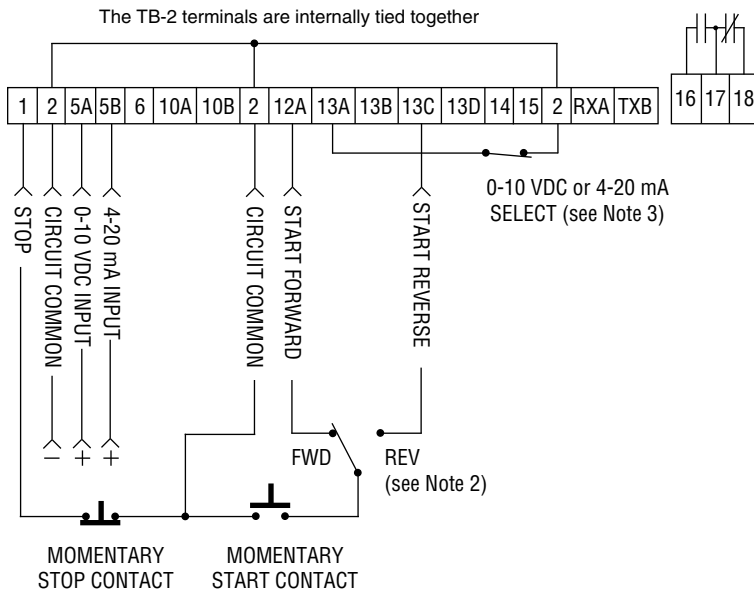 The TB-2 terminals are internally tied together
1 2 5A 5B 6 10A 10B 2 12A 13A 13B 13C 13D 14 15 2 RXA TXB
16 17 18
STOP
CIRCUIT COMMON
0-10 VDC INPUT
4-20 mA INPUT
CIRCUIT COMMON
START FORWARD
START REVERSE
0-10 VDC or 4-20 mA
SELECT (see Note 3)
– + +
FWD
REV
(see Note 2)
MOMENTARY
STOP CONTACT
MOMENTARY
START CONTACT